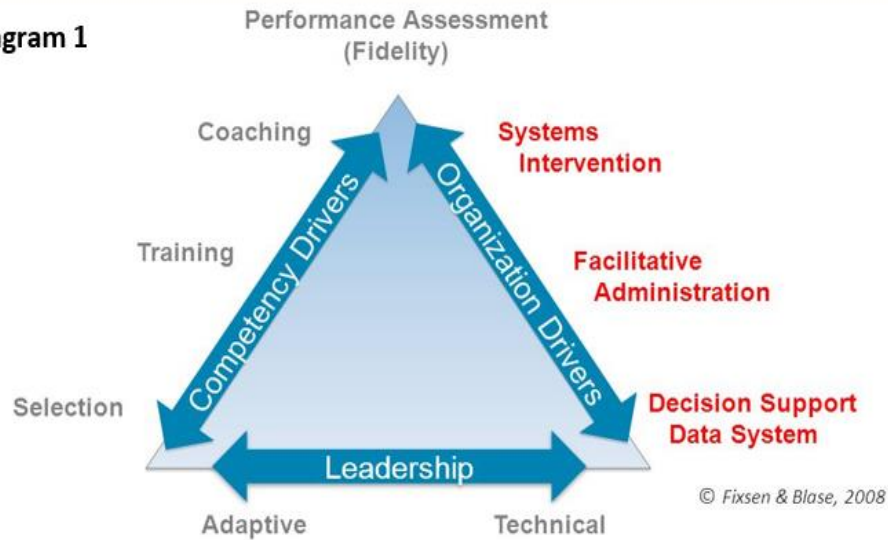 gram 1
Performance Assessment
(Fidelity)
Coaching
Systems
Intervention
Training
Competency Drivers
Organization Drivers
Facilitative
Administration
Selection
Decision Support
Data System
Leadership
© Fixsen & Blase, 2008
Adaptive
Technical